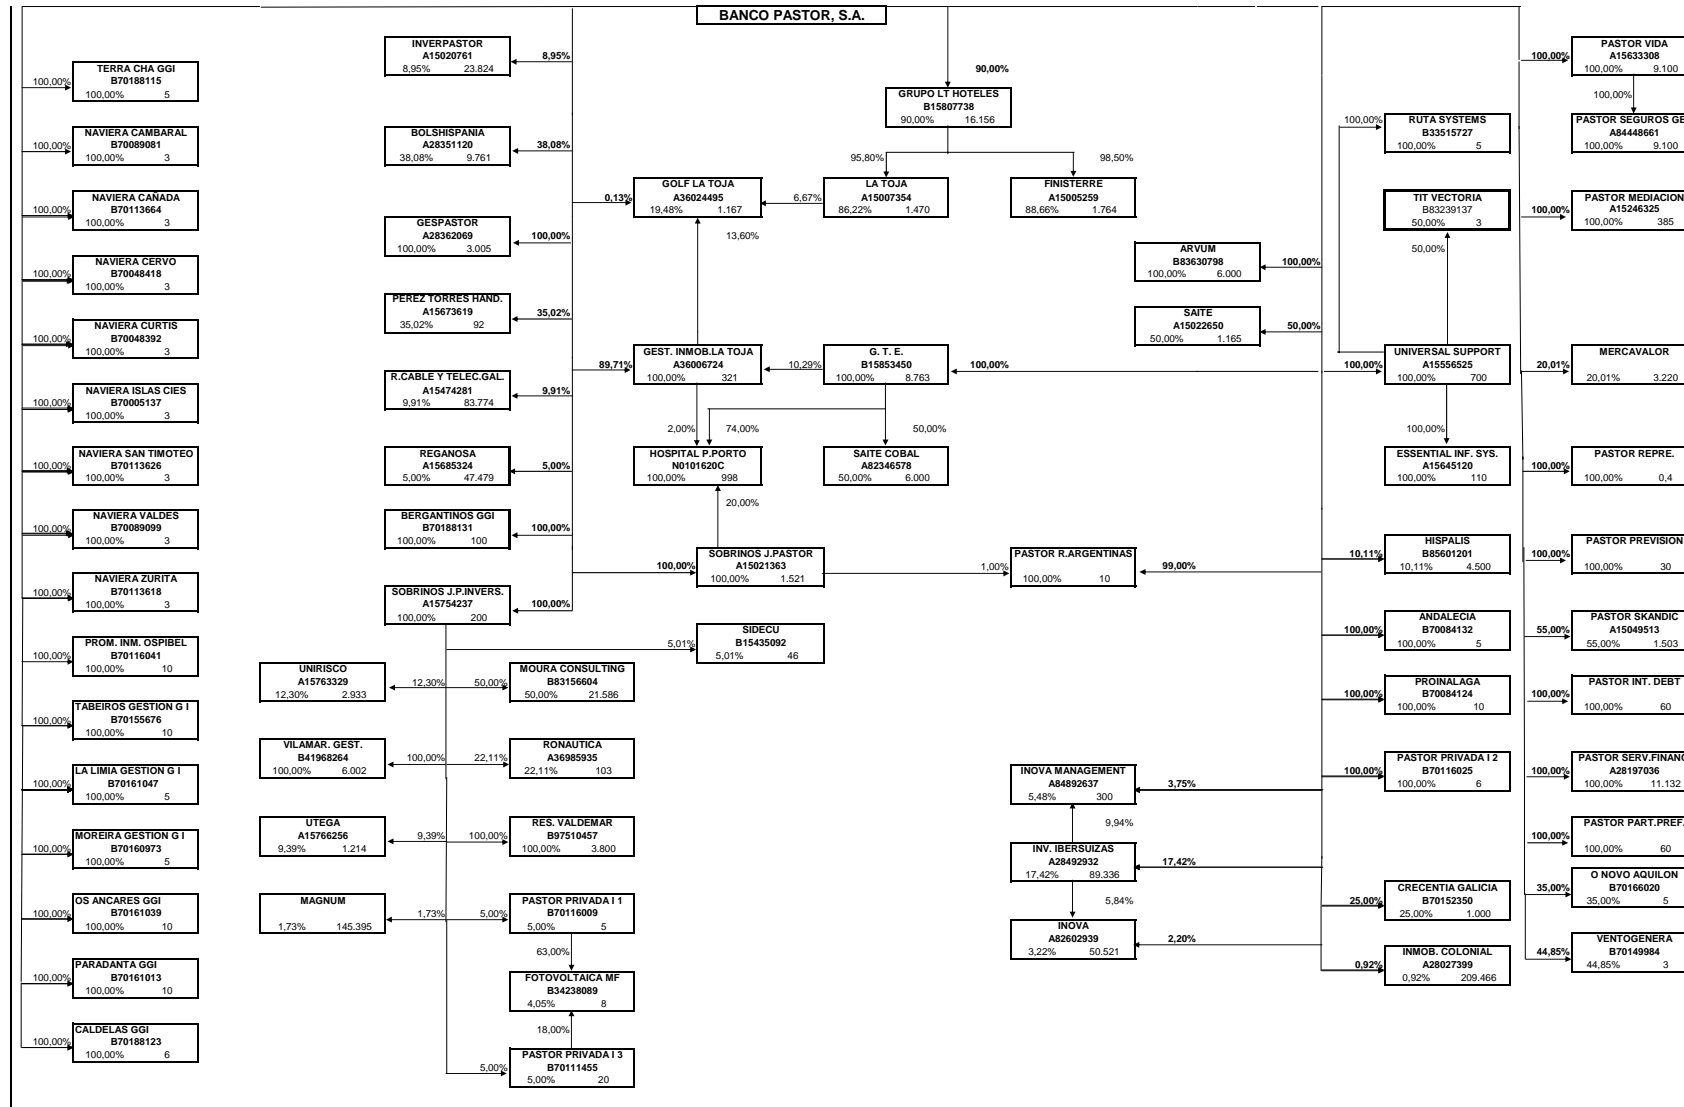 BANCO PASTOR, S.A.
100,00%
TERRA CHA GGI
B70188115
100,00% 5
100,00%
NAVIERA CAMBARAL
B70089081
100,00% 3
100,00%
NAVIERA CAÑADA
B70113664
100,00% 3
100,00%
NAVIERA CERVO
B70048418
100,00% 3
100,00%
NAVIERA CURTIS
B70048392
100,00% 3
100,00%
NAVIERA ISLAS CIES
B70005137
100,00% 3
100,00%
NAVIERA SAN TIMOTEO
B70113626
100,00% 3
100,00%
NAVIERA VALDES
B70089099
100,00% 3
100,00%
NAVIERA ZURITA
B70113618
100,00% 3
100,00%
PROM. INM. OSPIBEL
B70116041
100,00% 10
100,00%
TABEIROS GESTION G I
B70155676
100,00% 10
100,00%
LA LIMIA GESTION G I
B70161047
100,00% 5
100,00%
MOREIRA GESTION G I
B70160973
100,00% 5
100,00%
OS ANCARES GGI
B70161039
100,00% 10
100,00%
PARADANTA GGI
B70161013
100,00% 10
100,00%
CALDELAS GGI
B70188123
100,00% 6
INVERPASTOR
A15020761
8,95% 23.824
8,95%
BOLSHISPANIA
A28351120
38,08% 9.761
38,08%
GESPASTOR
A28362069
100,00% 3.005
100,00%
PEREZ TORRES HAND.
A15673619
35,02% 92
35,02%
R.CABLE Y TELEC.GAL.
A15474281
9,91% 83.774
9,91%
REGANOSA
A15685324
5,00% 47.479
5,00%
BERGANTINOS GGI
B70188131
100,00% 100
100,00%
SOBRINOS J.P.INVERS.
A15754237
100,00% 200
100,00%
UNIRISCO
A15763329
12,30% 2.933
12,30%
50,00%
MOURA CONSULTING
B83156604
50,00% 21.586
VILAMAR. GEST.
B41968264
100,00% 6.002
100,00%
22,11%
RONAUTICA
A36985935
22,11% 103
UTEGA
A15766256
9,39% 1.214
9,39%
100,00%
RES. VALDEMAR
B97510457
100,00% 3.800
MAGNUM
1,73% 145.395
1,73%
5,00%
PASTOR PRIVADA I 1
B70116009
5,00% 5
63,00%
FOTOVOLTAICA MF
B34238089
4,05% 8
18,00%
5,00%
PASTOR PRIVADA I 3
B70111455
5,00% 20
90,00%
GRUPO LT HOTELES
B15807738
90,00% 16.156
95,80%
98,50%
0,13%
GOLF LA TOJA
A36024495
19,48% 1.167
6,67%
LA TOJA
A15007354
86,22% 1.470
FINISTERRE
A15005259
88,66% 1.764
13,60%
89,71%
GEST. INMOB.LA TOJA
A36006724
100,00% 321
10,29%
G. T. E.
B15853450
100,00% 8.763
100,00%
2,00%
74,00%
50,00%
HOSPITAL P.PORTO
N0101620C
100,00% 998
SAITE COBAL
A82346578
50,00% 6.000
20,00%
100,00%
SOBRINOS J.PASTOR
A15021363
100,00% 1.521
1,00%
PASTOR R.ARGENTINAS
100,00% 10
99,00%
5,01%
SIDECU
B15435092
5,01% 46
INOVA MANAGEMENT
A84892637
5,48% 300
3,75%
9,94%
INV. IBERSUIZAS
A28492932
17,42% 89.336
17,42%
5,84%
INOVA
A82602939
3,22% 50.521
2,20%
ARVUM
B83630798
100,00% 6.000
100,00%
SAITE
A15022650
50,00% 1.165
50,00%
100,00%
RUTA SYSTEMS
B33515727
100,00% 5
TIT VECTORIA
B83239137
50,00% 3
50,00%
100,00%
UNIVERSAL SUPPORT
A15556525
100,00% 700
100,00%
ESSENTIAL INF. SYS.
A15645120
100,00% 110
10,11%
HISPALIS
B85601201
10,11% 4.500
100,00%
ANDALECIA
B70084132
100,00% 5
100,00%
PROINALAGA
B70084124
100,00% 10
100,00%
PASTOR PRIVADA I 2
B70116025
100,00% 6
25,00%
CRECENTIA GALICIA
B70152350
25,00% 1.000
0,92%
INMOB. COLONIAL
A28027399
0,92% 209.466
100,00%
PASTOR VIDA
A15633308
100,00% 9.100
100,00%
PASTOR SEGUROS GE
A84448661
100,00% 9.100
100,00%
PASTOR MEDIACION
A15246325
100,00% 385
20,01%
MERCAVALOR
20,01% 3.220
100,00%
PASTOR REPRE.
100,00% 0,4
100,00%
PASTOR PREVISION
100,00% 30
55,00%
PASTOR SKANDIC
A15049513
55,00% 1.503
100,00%
PASTOR INT. DEBT
100,00% 60
100,00%
PASTOR SERV.FINANC
A28197036
100,00% 11.132
100,00%
PASTOR PART.PREF.
100,00% 60
35,00%
O NOVO AQUILON
B70166020
35,00% 5
44,85%
VENTOGENERA
B70149984
44,85% 3